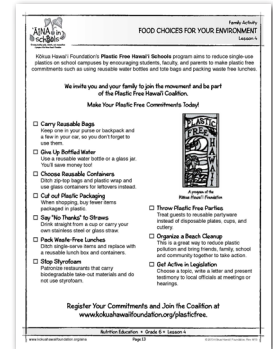 'ĀINA
in
schools
Family Activity
FOOD CHOICES FOR YOUR ENVIRONMENT
Lesson 4
Kōkua Hawai'i Foundation's Plastic Free Hawai'i Schools program aims to reduce single-use
plastics on school campuses by encouraging students, faculty, and parents to make plastic free
commitments such as using reusable water bottles and tote bags and packing waste free lunches.
We invite you and your family to join the movement and be part
of the Plastic Free Hawai'i Coalition.
Make Your Plastic Free Commitments Today!
☐ Carry Reusable Bags
Keep one in your purse or backpack and
a few in your car, so you don't forget to
use them.
☐ Give Up Bottled Water
Use a reusable water bottle or a glass jar.
You'll save money too!
☐ Choose Reusable Containers
Ditch zip-top bags and plastic wrap and
use glass containers for leftovers instead.
☐ Cut out Plastic Packaging
When shopping, buy fewer items
packaged in plastic.
☐ Say "No Thanks" to Straws
Drink straight from a cup or carry your
own stainless steel or glass straw.
☐ Pack Waste-Free Lunches
Ditch single-serve items and replace with
a reusable lunch box and containers.
☐ Stop Styrofoam
Patronize restaurants that carry
biodegradable take-out materials and do
not use styrofoam.
PLASTIC
FREE
HAWAI'I
A program of the
Kōkua Hawai'i Foundation
☐ Throw Plastic Free Parties
Treat guests to reusable partyware
instead of disposable plates, cups, and
cutlery.
☐ Organize a Beach Cleanup
This is a great way to reduce plastic
pollution and bring friends, family, school
and community together to take action.
☐ Get Active in Legislation
Choose a topic, write a letter and present
testimony to local officials at meetings or
hearings.
Register Your Commitments and Join the Coalition at
www.kokuahawaiifoundation.org/plasticfree.
Nutrition Education • Grade 6 • Lesson 4
www.kokuahawaiifoundation.org/aina
Page 13